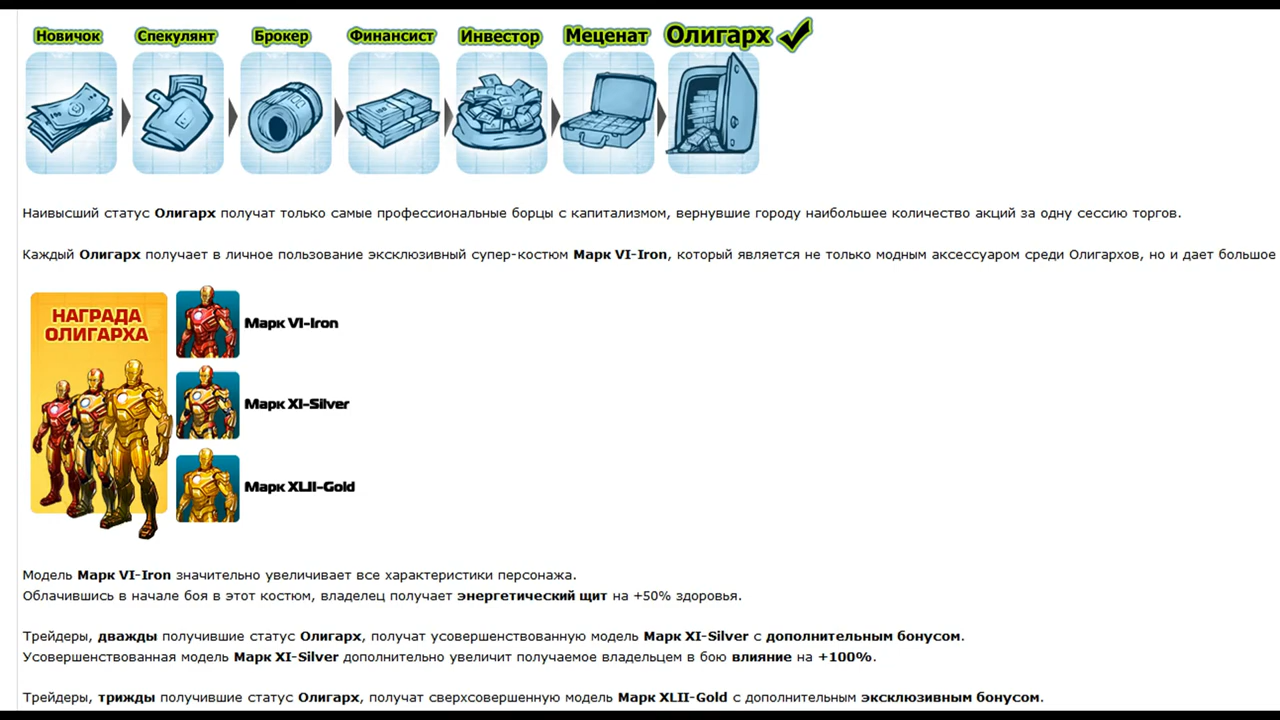 Новичок Спекулянт Брокер Финансист Инвестор Меценат Олигарх
Наивысший статус Олигарх получат только самые профессиональные борцы с капитализмом, вернувшие городу наибольшее количество акций за одну сессию торгов.
Каждый Олигарх получает в личное пользование эксклюзивный супер-костюм Марк VI-Iron, который является не только модным аксессуаром среди Олигархов, но и дает большое
НАГРАДА
ОЛИГАРХА
Марк VI-Iron
Марк XI-Silver
Марк XLII-Gold
Модель Марк VI-Iron значительно увеличивает все характеристики персонажа.
Облачившись в начале боя в этот костюм, владелец получает энергетический щит на +50% здоровья.
Трейдеры, дважды получившие статус Олигарх, получат усовершенствованную модель Марк XI-Silver с дополнительным бонусом.
Усовершенствованная модель Марк XI-Silver дополнительно увеличит получаемое владельцем в бою влияние на +100%.
Трейдеры, трижды получившие статус Олигарх, получат сверхсовершенную модель Марк XLII-Gold с дополнительным эксклюзивным бонусом.